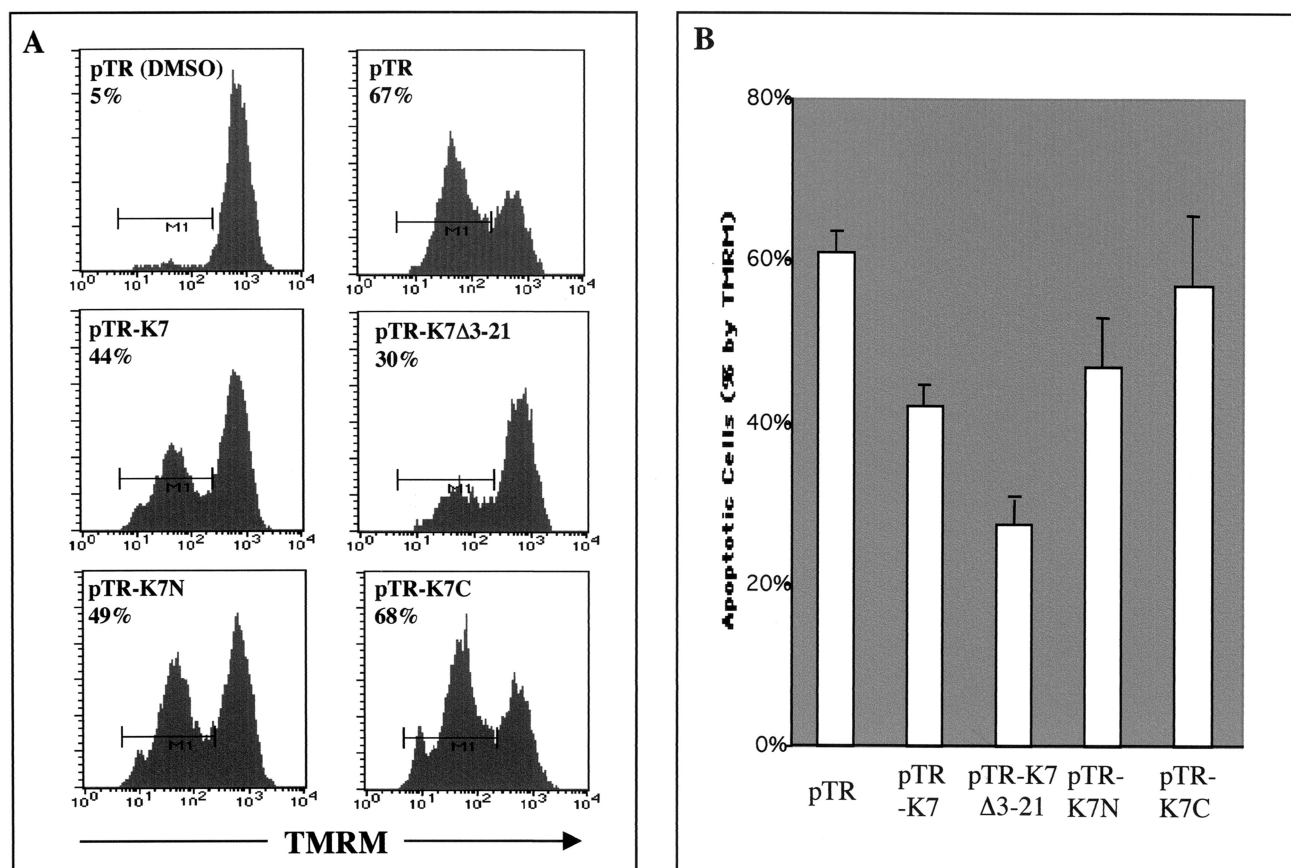 A
pTR (DMSO)
5%
M1
10⁰ 10¹ 10² 10³ 10⁴
pTR
67%
M1
10⁰ 10¹ 10² 10³ 10⁴
pTR-K7
44%
M1
10⁰ 10¹ 10² 10³ 10⁴
pTR-K7Δ3-21
30%
M1
10⁰ 10¹ 10² 10³ 10⁴
pTR-K7N
49%
M1
10⁰ 10¹ 10² 10³ 10⁴
pTR-K7C
68%
M1
10⁰ 10¹ 10² 10³ 10⁴
TMRM
B
Apoptotic Cells (% by TMRM)
80%
60%
40%
20%
0%
pTR
pTR
-K7
pTR-K7
Δ3-21
pTR-
K7N
pTR-
K7C